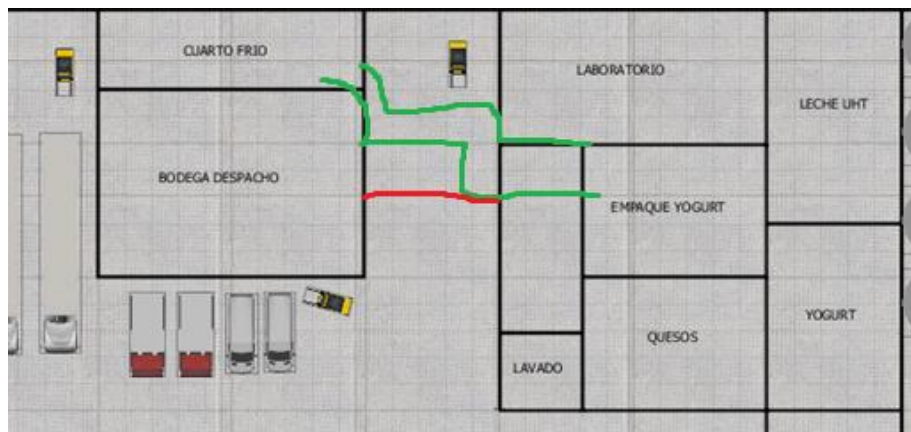 CUARTO FRIO
LABORATORIO
LECHE UHT
BODEGA DESPACHO
EMPAQUE YOGURT
YOGURT
QUESOS
LAVADO